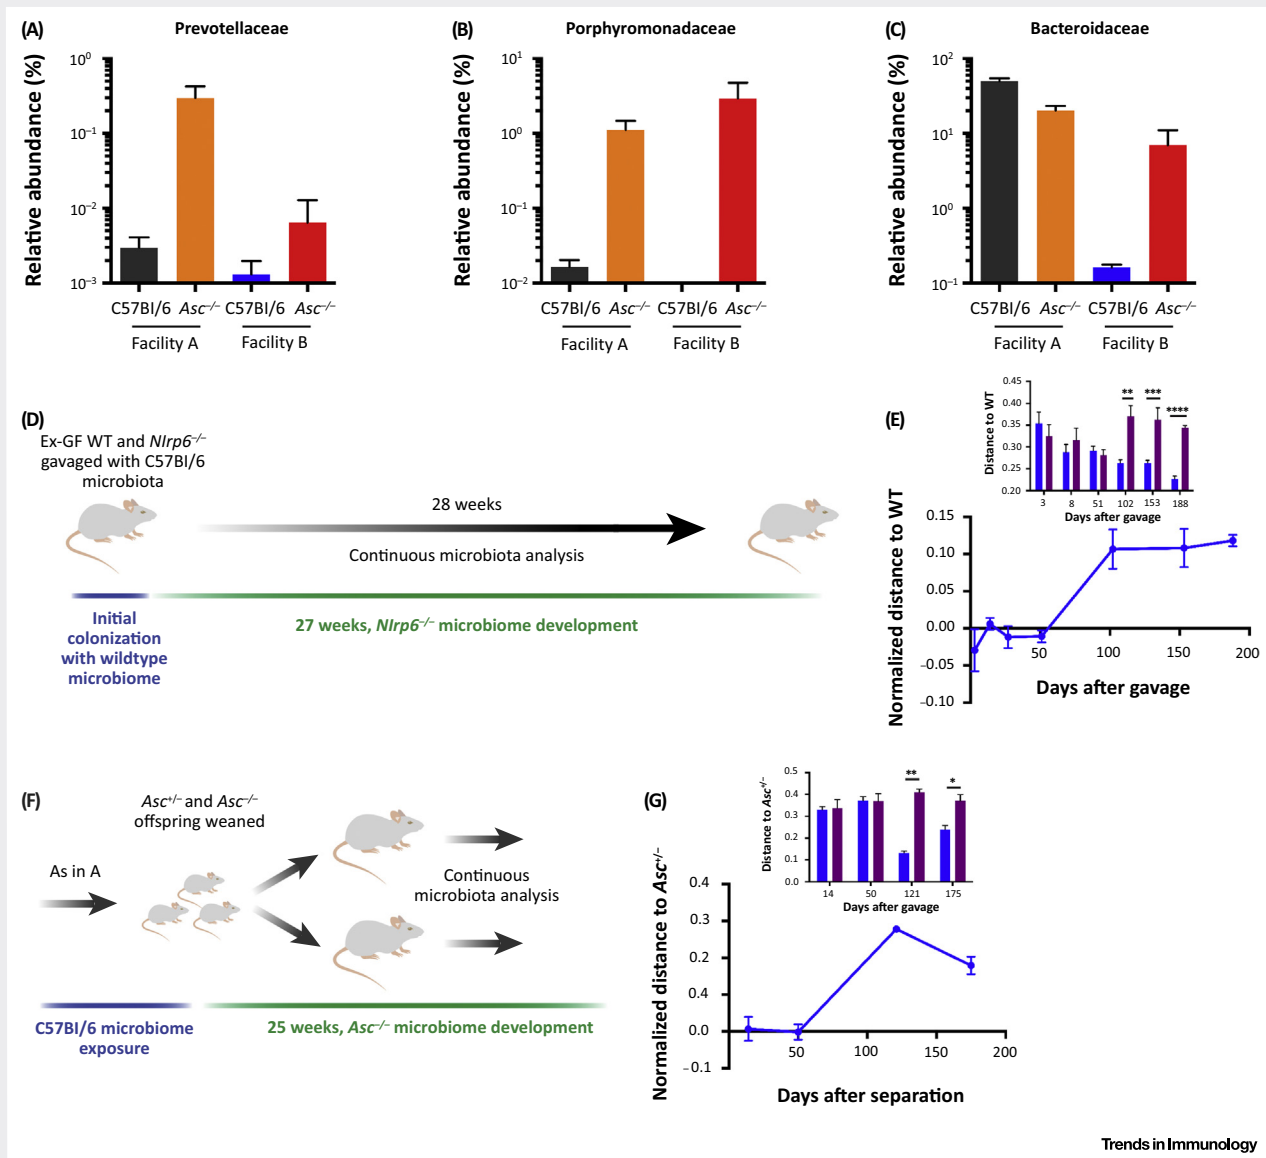 (A)
Prevotellaceae
Relative abundance (%)
10⁰
10⁻¹
10⁻²
10⁻³
C57Bl/6 Asc⁻/⁻ C57Bl/6 Asc⁻/⁻
Facility A Facility B
(B)
Porphyromonadaceae
Relative abundance (%)
10¹
10⁰
10⁻¹
10⁻²
C57Bl/6 Asc⁻/⁻ C57Bl/6 Asc⁻/⁻
Facility A Facility B
(C)
Bacteroidaceae
Relative abundance (%)
10²
10¹
10⁰
10⁻¹
C57Bl/6 Asc⁻/⁻ C57Bl/6 Asc⁻/⁻
Facility A Facility B
(D)
Ex-GF WT and Nlrp6⁻/⁻
gavaged with C57Bl/6
microbiota
28 weeks
Continuous microbiota analysis
Initial
colonization
with wildtype
microbiome
27 weeks, Nlrp6⁻/⁻ microbiome development
(E)
Distance to WT
0.45
0.40
0.35
0.30
0.25
0.20
** *** ****
3 8 51 102 153 188
Days after gavage
Normalized distance to WT
0.15
0.10
0.05
0.00
–0.05
–0.10
50 100 150 200
Days after gavage
(F)
As in A
Asc⁺/⁻ and Asc⁻/⁻
offspring weaned
Continuous
microbiota analysis
C57Bl/6 microbiome
exposure
25 weeks, Asc⁻/⁻ microbiome development
(G)
Distance to Asc⁺/⁻
0.5
0.4
0.3
0.2
0.1
0.0
** *
14 50 121 175
Days after gavage
Normalized distance to Asc⁺/⁻
0.4
0.3
0.2
0.4
0.0
–0.1
50 100 150 200
Days after separation
Trends in Immunology